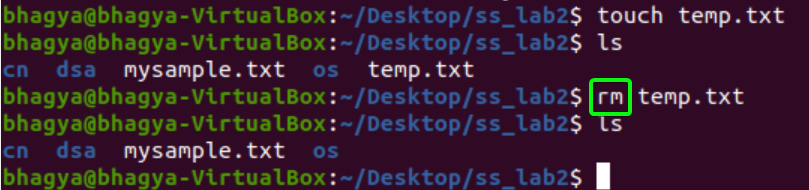 bhagya@bhagya-VirtualBox:~/Desktop/ss_lab2$ touch temp.txt
bhagya@bhagya-VirtualBox:~/Desktop/ss_lab2$ ls
cn  dsa  mysample.txt  os  temp.txt
bhagya@bhagya-VirtualBox:~/Desktop/ss_lab2$ rm temp.txt
bhagya@bhagya-VirtualBox:~/Desktop/ss_lab2$ ls
cn  dsa  mysample.txt  os
bhagya@bhagya-VirtualBox:~/Desktop/ss_lab2$